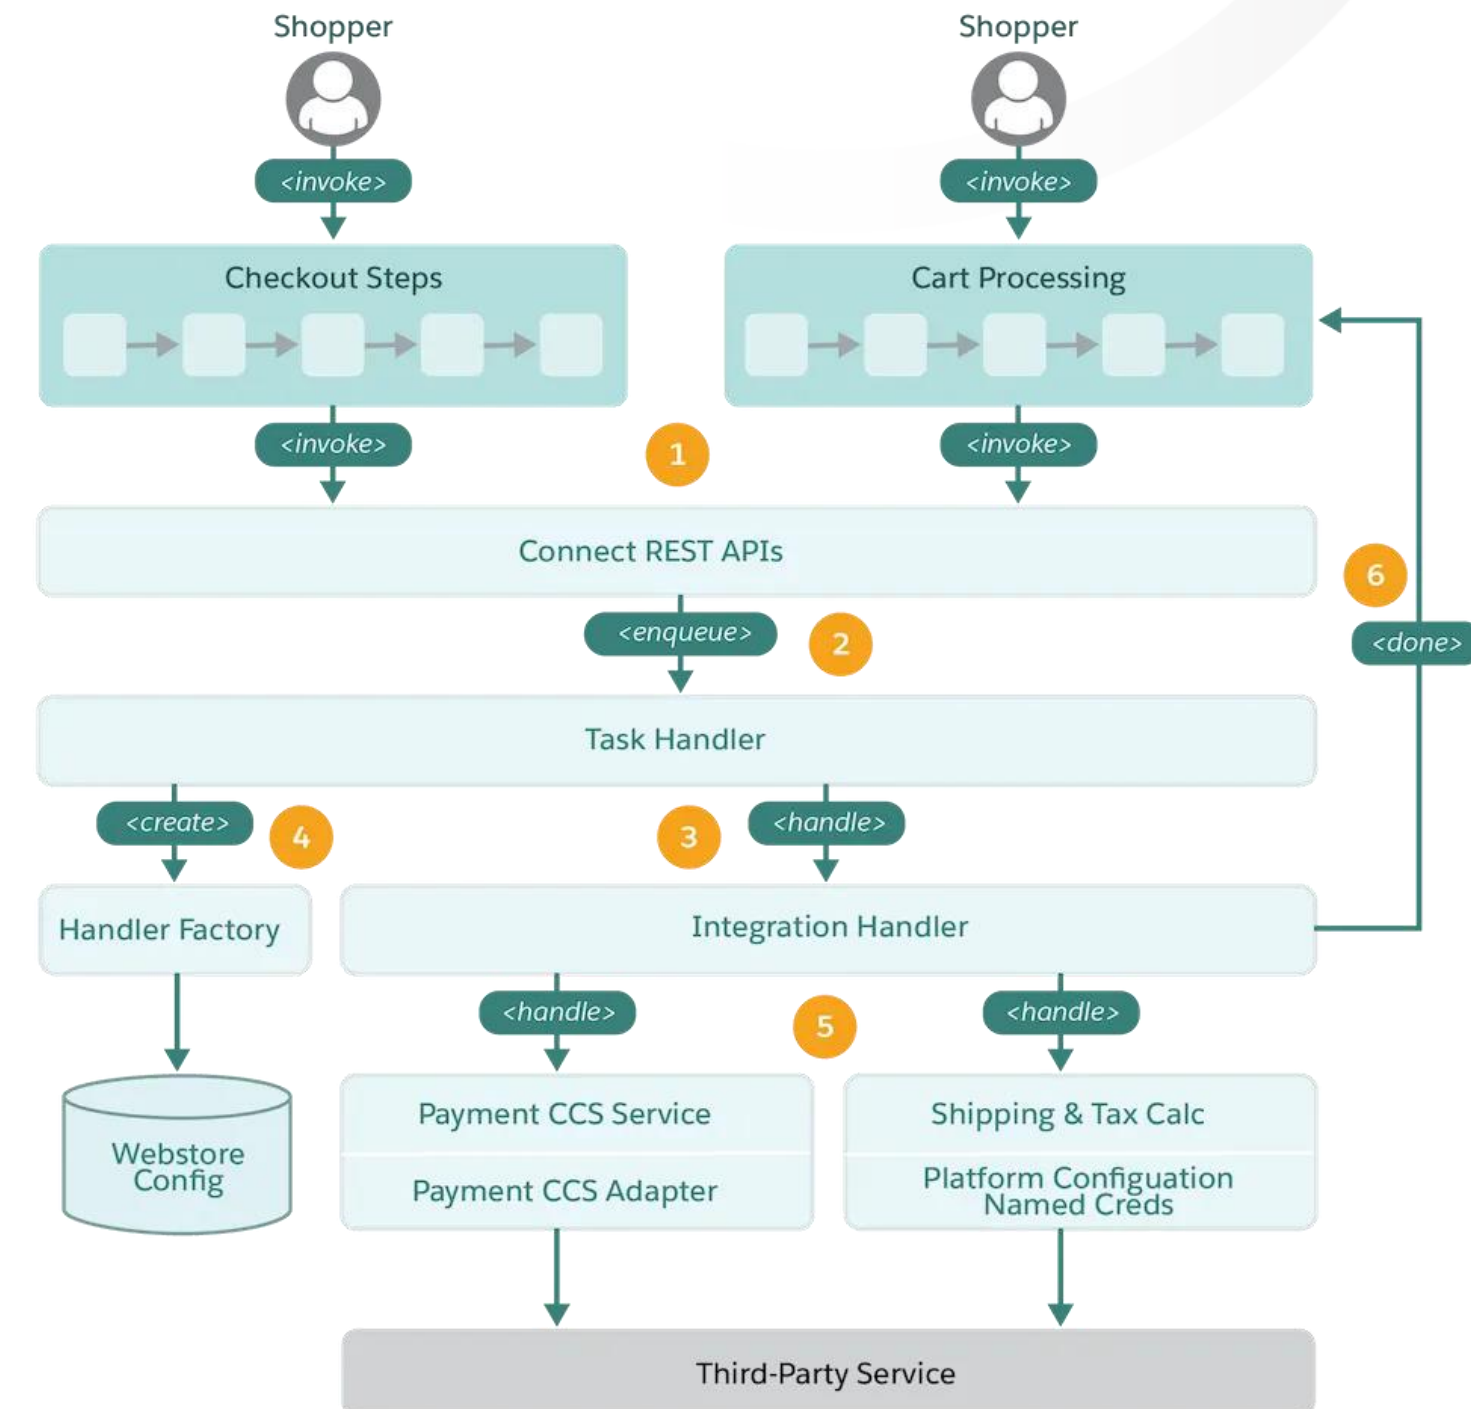 Shopper
Shopper
<invoke>
<invoke>
Checkout Steps
Cart Processing
<invoke>
1
<invoke>
Connect REST APIs
6
<enqueue>
2
<done>
Task Handler
<create>
4
3
<handle>
Handler Factory
Integration Handler
<handle>
5
<handle>
Payment CCS Service
Shipping & Tax Calc
Webstore
Config
Payment CCS Adapter
Platform Configuation
Named Creds
Third-Party Service